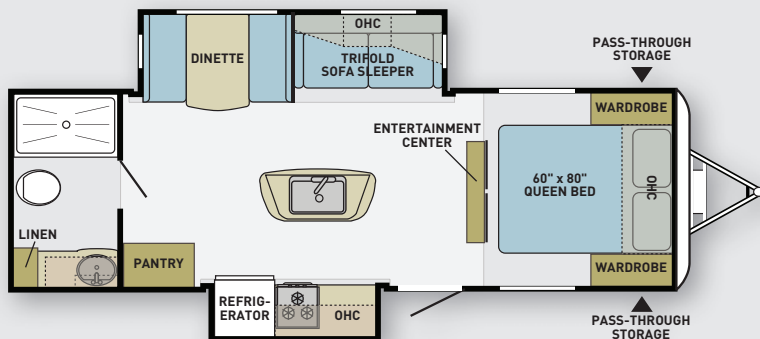 OHC
DINETTE
TRIFOLD
SOFA SLEEPER
PASS-THROUGH
STORAGE
WARDROBE
ENTERTAINMENT
CENTER
60" x 80"
QUEEN BED
OHC
LINEN
PANTRY
WARDROBE
REFRIG-
ERATOR
OHC
PASS-THROUGH
STORAGE